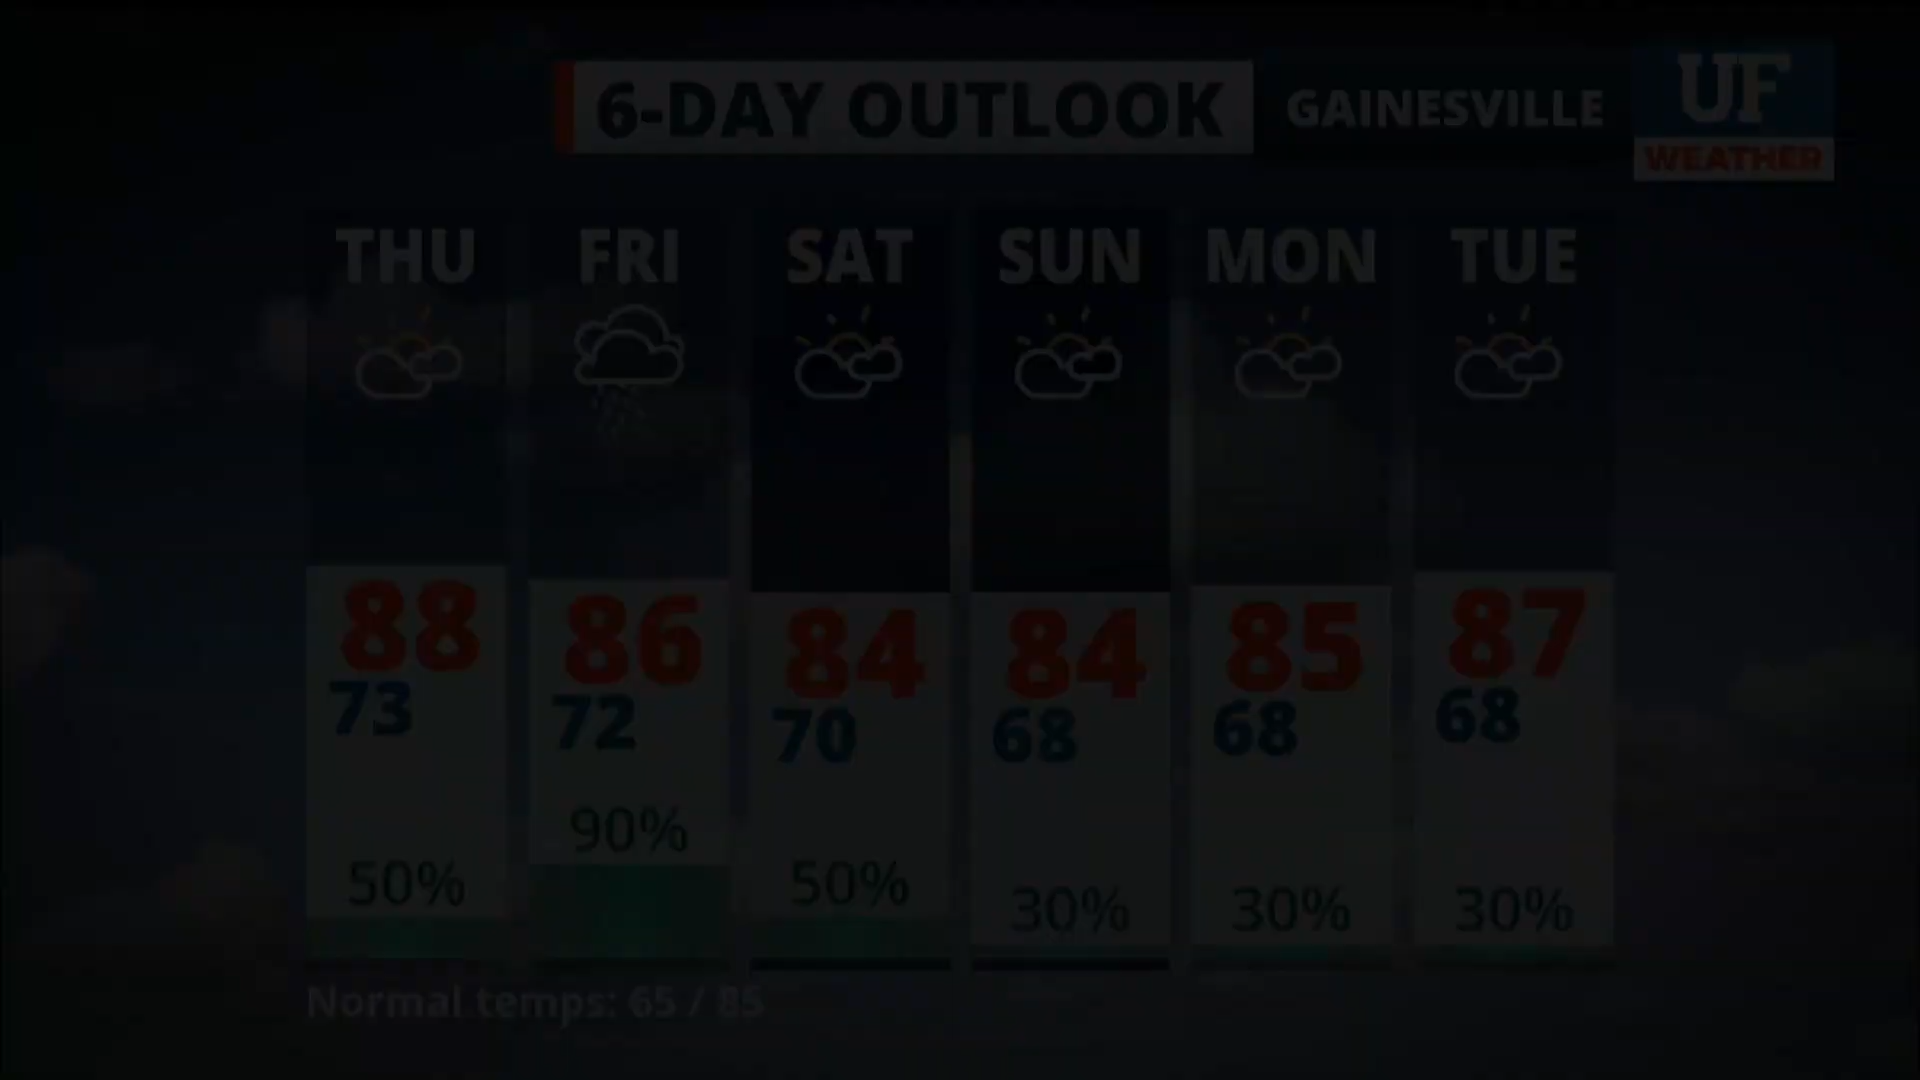 6-DAY OUTLOOK GAINESVILLE UF
WEATHER
THU FRI SAT SUN MON TUE
88 86 84 84 85 87
73 72 70 68 68 68
50% 90% 50% 30% 30% 30%
Normal temps: 65 / 85